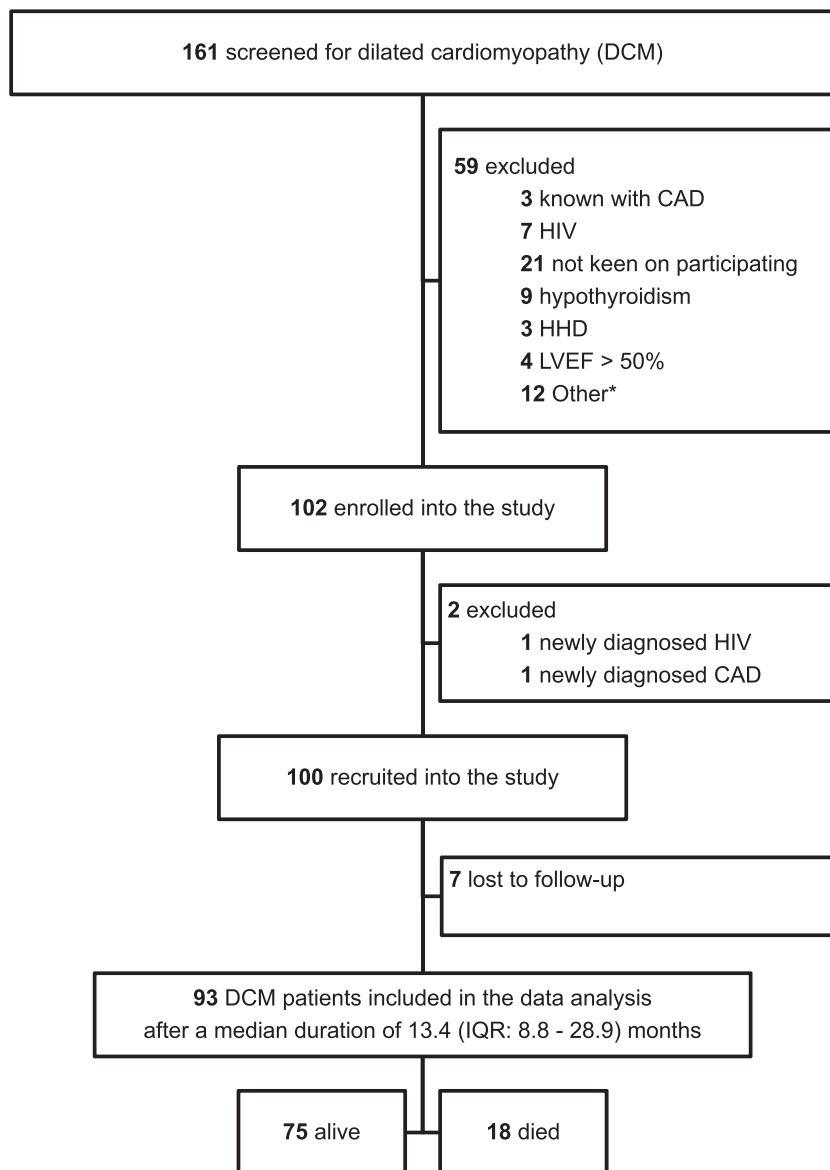 161 screened for dilated cardiomyopathy (DCM)
59 excluded
3 known with CAD
7 HIV
21 not keen on participating
9 hypothyroidism
3 HHD
4 LVEF > 50%
12 Other*
102 enrolled into the study
2 excluded
1 newly diagnosed HIV
1 newly diagnosed CAD
100 recruited into the study
7 lost to follow-up
93 DCM patients included in the data analysis
after a median duration of 13.4 (IQR: 8.8 - 28.9) months
75 alive
18 died